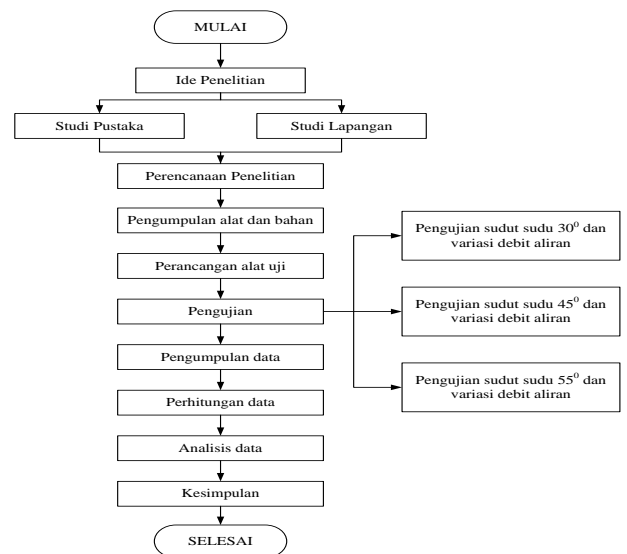 MULAI
Ide Penelitian
Studi Pustaka
Studi Lapangan
Perencanaan Penelitian
Pengumpulan alat dan bahan
Perancangan alat uji
Pengujian
Pengujian sudut sudu 30⁰ dan
variasi debit aliran
Pengujian sudut sudu 45⁰ dan
variasi debit aliran
Pengujian sudut sudu 55⁰ dan
variasi debit aliran
Pengumpulan data
Perhitungan data
Analisis data
Kesimpulan
SELESAI